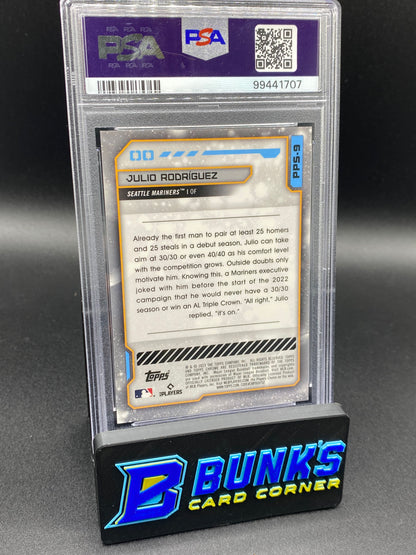 PSA
PSA
PSA
99441707
PPS-9
JULIO RODRÍGUEZ
SEATTLE MARINERS™ | OF
Already the first man to pair at least 25 homers
and 25 steals in a debut season, Julio can take
aim at 30/30 or even 40/40 as his comfort level
with the competition grows. Outside doubts only
motivate him. Knowing this, a Mariners executive
joked with him before the start of the 2022
campaign that he would never have a 30/30
season or win an AL Triple Crown. "All right," Julio
replied, "it's on."
Topps
PLAYERS
BUNK'S
CARD CORNER